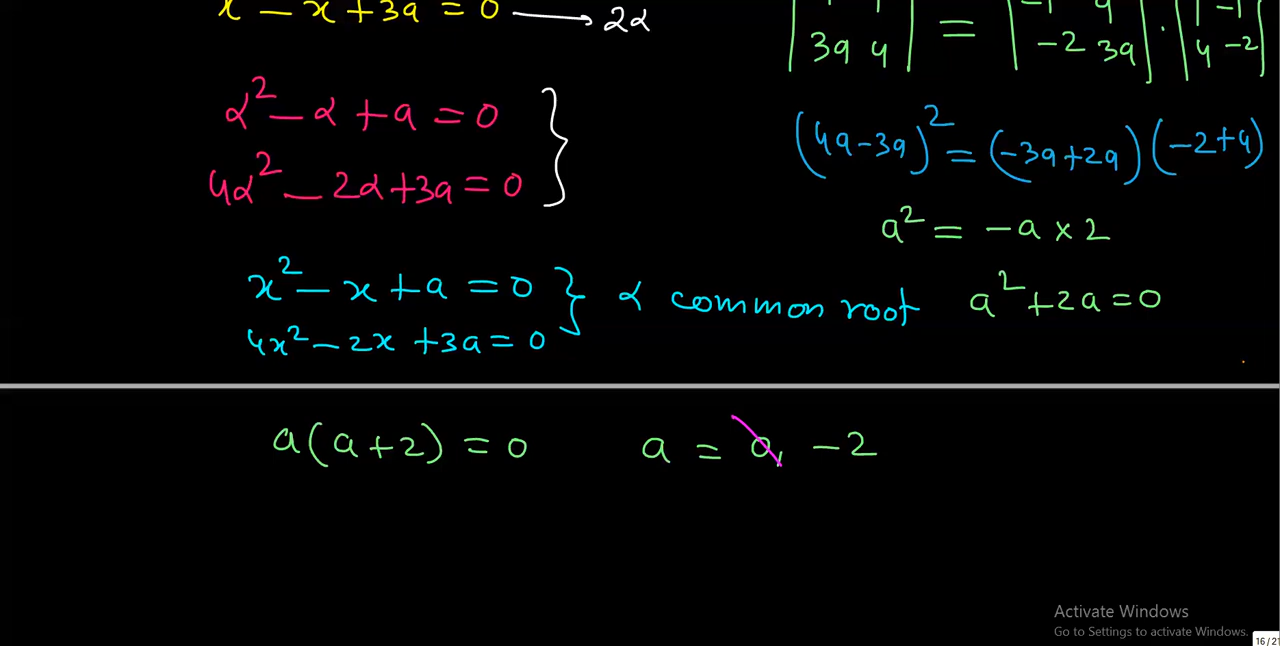 x - x + 3a = 0 → 2α
α² - α + a = 0
4α² - 2α + 3a = 0
x² - x + a = 0
4x² - 2x + 3a = 0
α common root
3a 4 = -2 3a . 4 -2
(4a-3a)² = (-3a+2a)(-2+4)
a² = -a × 2
a² + 2a = 0
a(a+2) = 0 a = 0, -2
Activate Windows
Go to Settings to activate Windows.
16 / 21